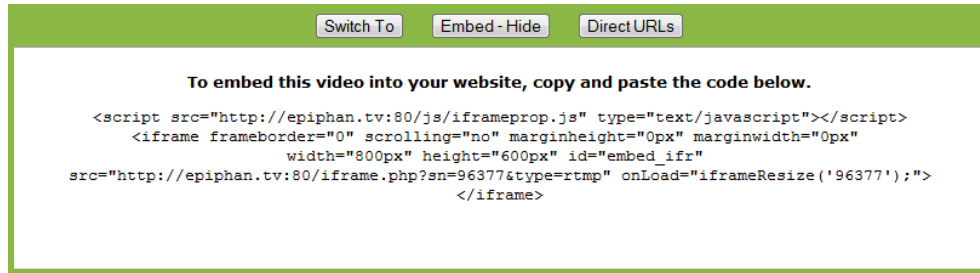 Switch To Embed - Hide Direct URLs
To embed this video into your website, copy and paste the code below.
<script src="http://epiphan.tv:80/js/iframeprop.js" type="text/javascript"></script>
<iframe frameborder="0" scrolling="no" marginheight="0px" marginwidth="0px"
width="800px" height="600px" id="embed_ifr"
src="http://epiphan.tv:80/iframe.php?sn=96377&type=rtmp" onLoad="iframeResize('96377');">
</iframe>